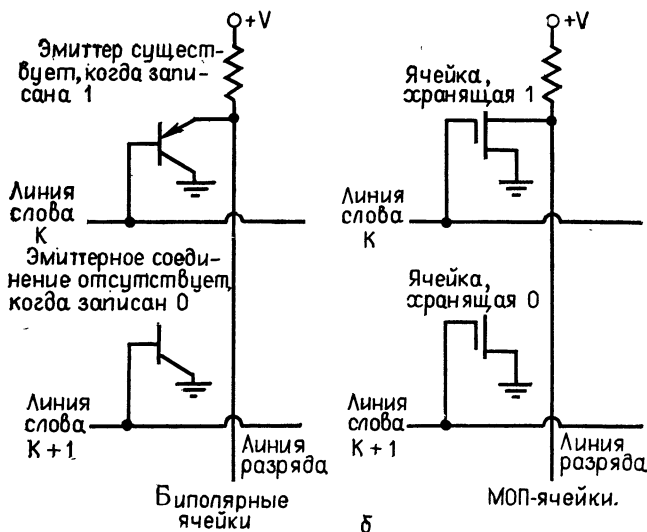 +V
Эмиттер сущест-
вует, когда запи-
сана 1
Линия
слова
K
Эмиттерное соеди-
нение отсутствует,
когда записан 0
Линия
слова
K + 1
Линия
разряда
Биполярные
ячейки
+V
Ячейка,
хранящая 1
Линия
слова
K
Ячейка,
хранящая 0
Линия
слова
K + 1
Линия
разряда
МОП-ячейки.
б